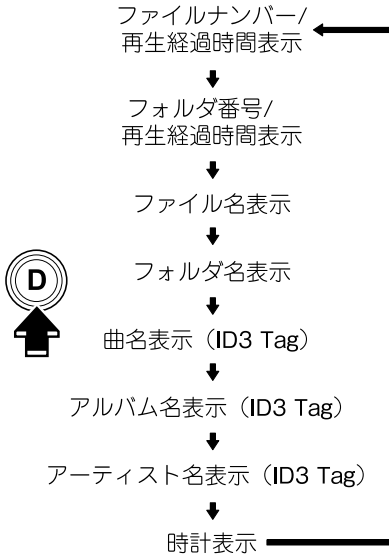 ファイルナンバー/
再生経過時間表示
フォルダ番号/
再生経過時間表示
ファイル名表示
フォルダ名表示
D
曲名表示（ID3 Tag）
アルバム名表示（ID3 Tag）
アーティスト名表示（ID3 Tag）
時計表示